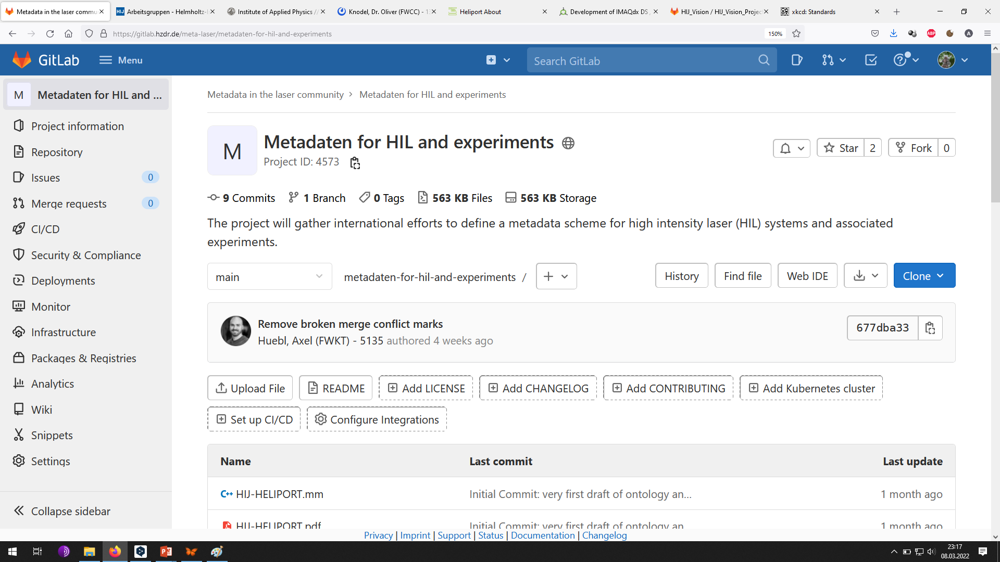 Metadata in the laser commu
Arbeitsgruppen - Helmholtz-I
Institute of Applied Physics //
Knodel, Dr. Oliver (FWCC) - 13
Heliport About
Development of IMAQdx DS
HIJ_Vision / HIJ_Vision_Projec
xkcd: Standards
https://gitlab.hzdr.de/meta-laser/metadaten-for-hil-and-experiments
150%
ABP
A
GitLab
Menu
Search GitLab
M
Metadaten for HIL and ...
Project information
Repository
Issues
0
Merge requests
0
CI/CD
Security & Compliance
Deployments
Monitor
Infrastructure
Packages & Registries
Analytics
Wiki
Snippets
Settings
Collapse sidebar
Metadata in the laser community > Metadaten for HIL and experiments
M
Metadaten for HIL and experiments
Project ID: 4573
Star 2
Fork 0
9 Commits 1 Branch 0 Tags 563 KB Files 563 KB Storage
The project will gather international efforts to define a metadata scheme for high intensity laser (HIL) systems and associated
experiments.
main
metadaten-for-hil-and-experiments /
History
Find file
Web IDE
Clone
Remove broken merge conflict marks
Huebl, Axel (FWKT) - 5135 authored 4 weeks ago
677dba33
Upload File README Add LICENSE Add CHANGELOG Add CONTRIBUTING Add Kubernetes cluster
Set up CI/CD Configure Integrations
Name Last commit Last update
C++ HIJ-HELIPORT.mm Initial Commit: very first draft of ontology an... 1 month ago
HIJ-HELIPORT.pdf Initial Commit: very first draft of ontology an... 1 month ago
Privacy | Imprint | Support | Status | Documentation | Changelog
23:17
08.03.2022